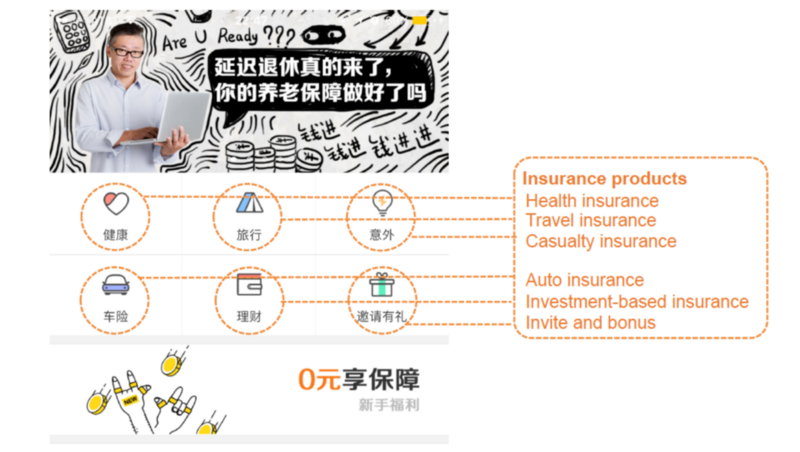 Are U Ready ???
延迟退休真的来了，
你的养老保障做好了吗
钱进 钱进 钱进
健康
旅行
意外
车险
理财
邀请有礼
Insurance products
Health insurance
Travel insurance
Casualty insurance
Auto insurance
Investment-based insurance
Invite and bonus
NEW
0元享保障
新手福利